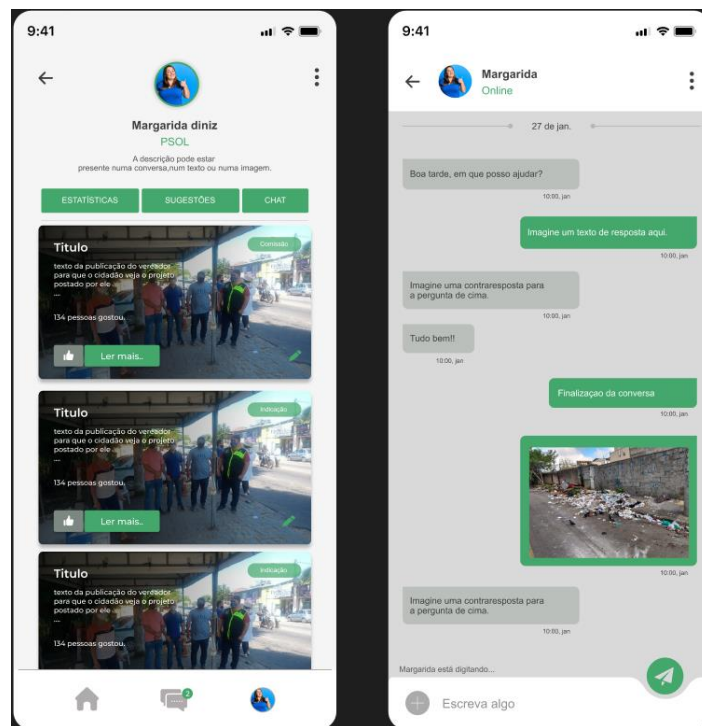 9:41
Margarida diniz
PSOL
A descrição pode estar
presente numa conversa,num texto ou numa imagem.
ESTATÍSTICAS
SUGESTÕES
CHAT
Titulo
Comissão
texto da publicação do vereador
para que o cidadão veja o projeto
postado por ele
...
134 pessoas gostou.
Ler mais..
Titulo
Indicação
texto da publicação do vereador
para que o cidadão veja o projeto
postado por ele
...
134 pessoas gostou.
Ler mais..
Titulo
Indicação
texto da publicação do vereador
para que o cidadão veja o projeto
postado por ele
...
134 pessoas gostou.
2
9:41
Margarida
Online
27 de jan.
Boa tarde, em que posso ajudar?
10:00, jan
Imagine um texto de resposta aqui.
10:00, jan
Imagine uma contraresposta para
a pergunta de cima.
10:00, jan
Tudo bem!!
10:00, jan
Finalizaçao da conversa
10:00, jan
10:00, jan
Imagine uma contraresposta para
a pergunta de cima.
10:00, jan
Margarida está digitando...
Escreva algo